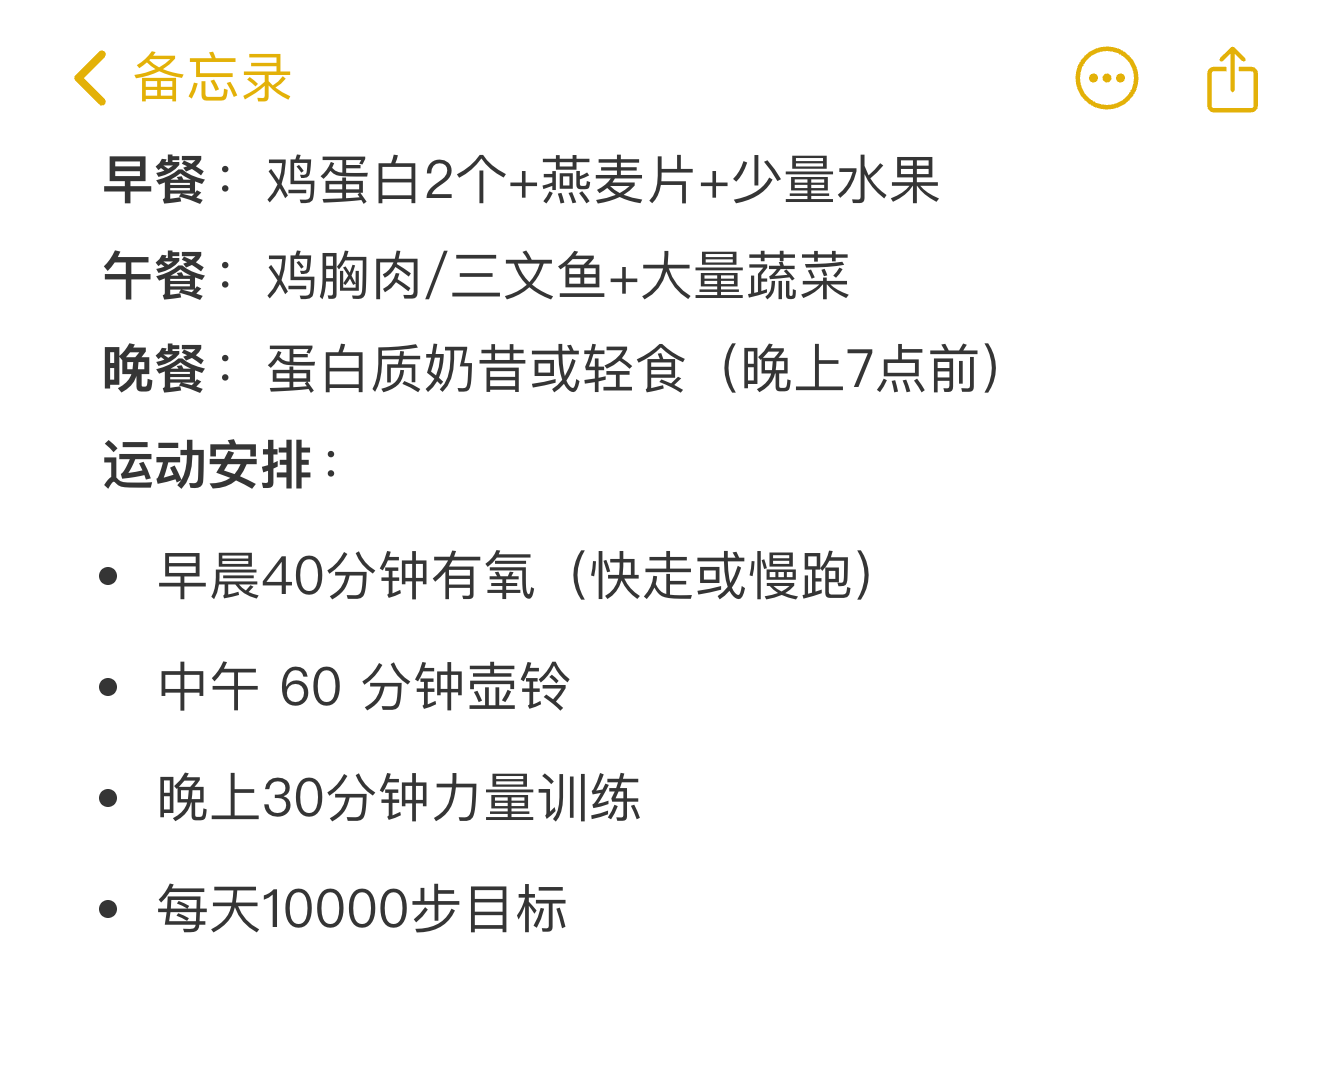 备忘录
早餐：鸡蛋白2个+燕麦片+少量水果
午餐：鸡胸肉/三文鱼+大量蔬菜
晚餐：蛋白质奶昔或轻食（晚上7点前）
运动安排：
• 早晨40分钟有氧（快走或慢跑）
• 中午 60 分钟壶铃
• 晚上30分钟力量训练
• 每天10000步目标